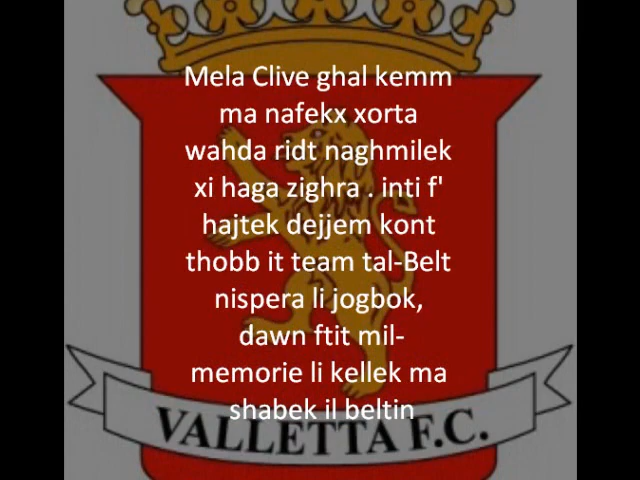 Mela Clive ghal kemm
ma nafekx xorta
wahda ridt naghmilek
xi haga zighra . inti f'
hajtek dejjem kont
thobb it team tal-Belt
nispera li jogbok,
dawn ftit mil-
memorie li kellek ma
shabek il beltin
VALLETTA F.C.